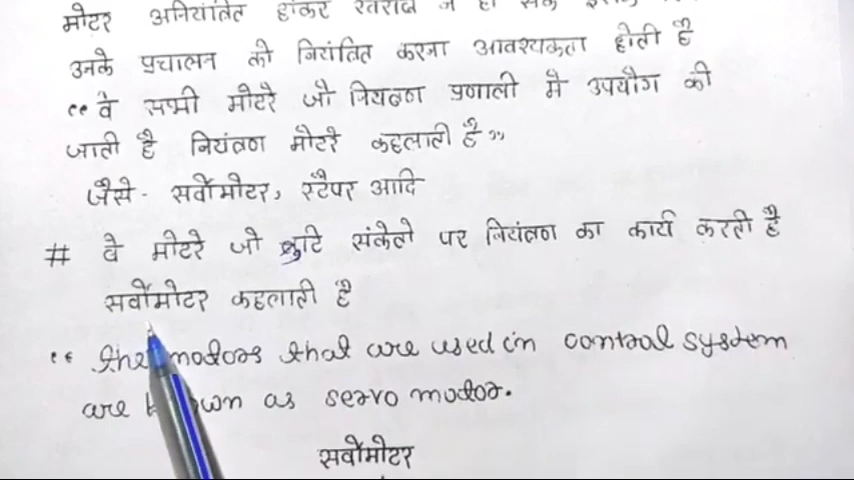 मोटर अनियंत्रित होकर खराब न हो सके
उनके प्रचालन को नियंत्रित करना आवश्यकता होती है
“वे सभी मोटरे जो नियंत्रण प्रणाली मे उपयोग की
जाती है नियंत्रण मोटरे कहलाती है”
जैसे - सर्वोमोटर, स्टैपर आदि
# वे मोटरे जो त्रुटि संकेतो पर नियंत्रण का कार्य करती है
सर्वोमोटर कहलाती है
“ the motors that are used in control system
are known as servo motor.
सर्वोमोटर